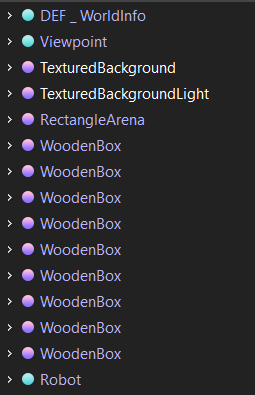 DEF _ WorldInfo
Viewpoint
TexturedBackground
TexturedBackgroundLight
RectangleArena
WoodenBox
WoodenBox
WoodenBox
WoodenBox
WoodenBox
WoodenBox
WoodenBox
WoodenBox
WoodenBox
Robot